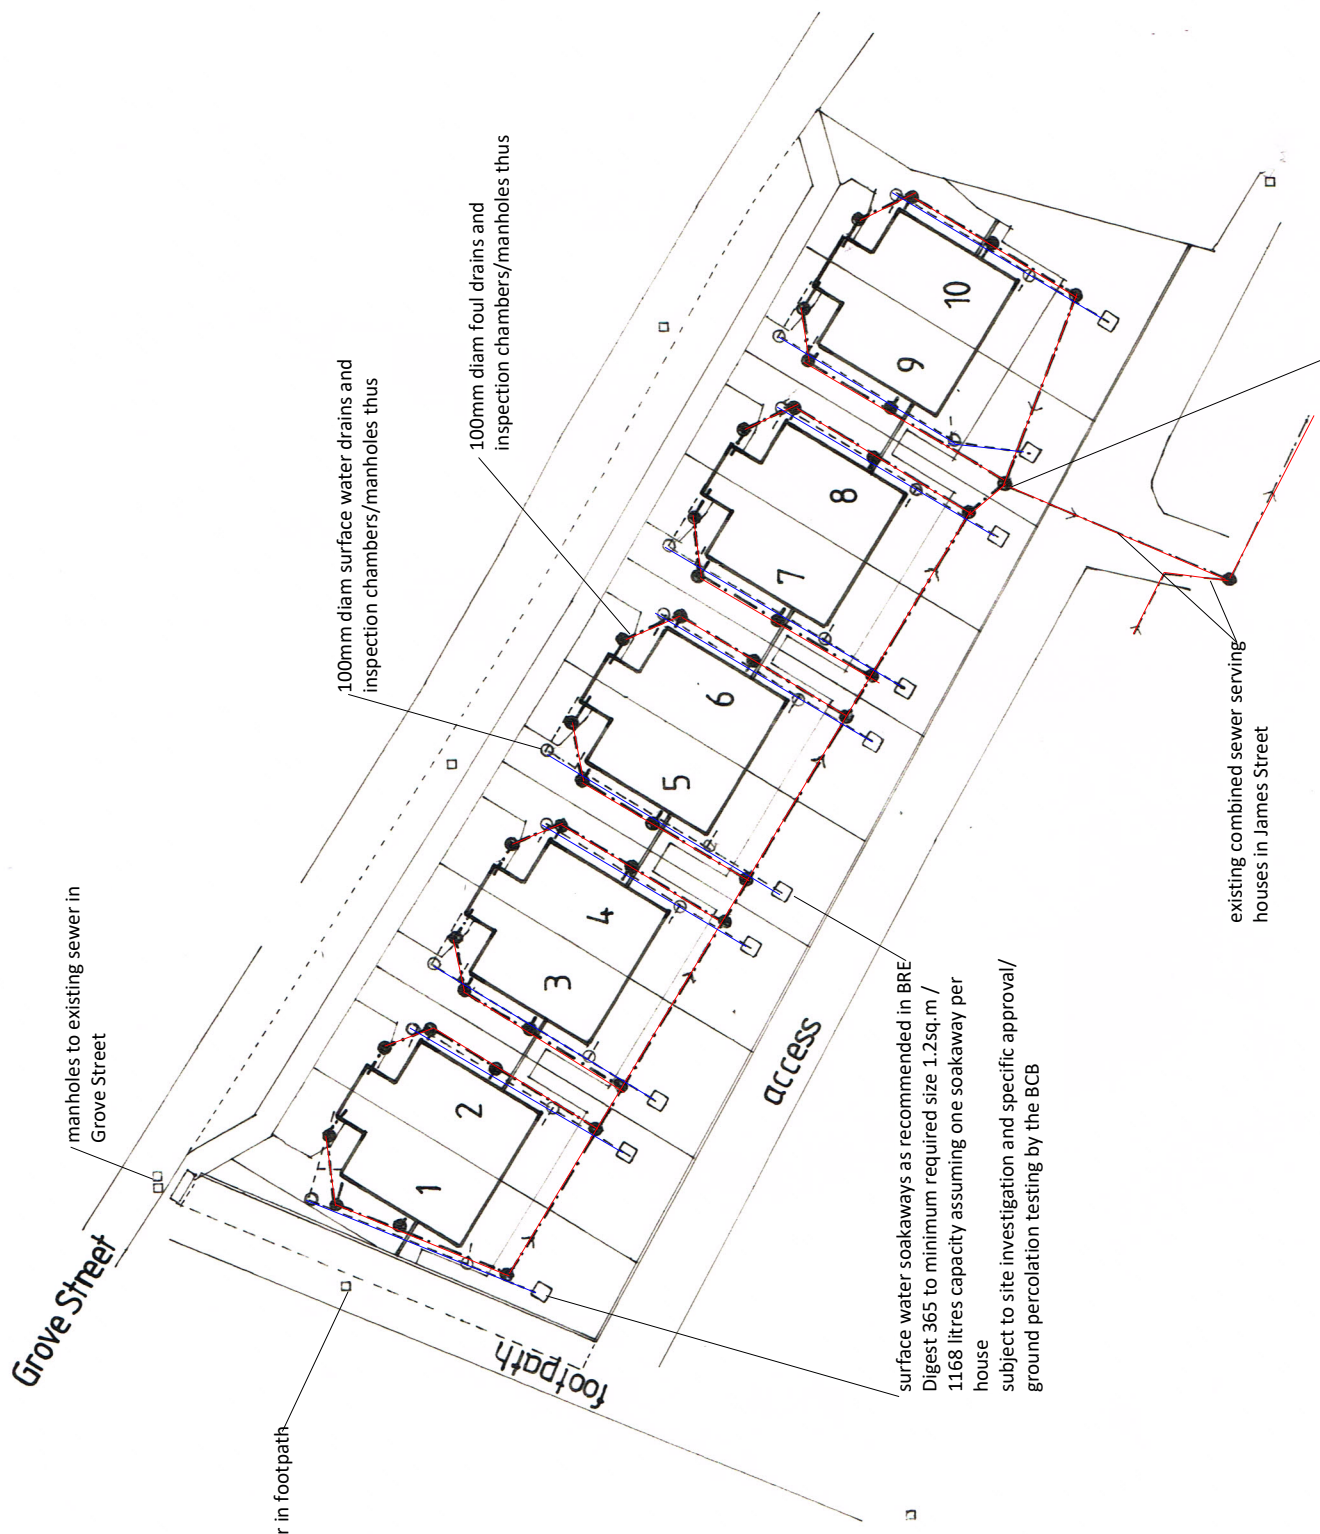 manholes to existing sewer in
Grove Street
100mm diam surface water drains and
inspection chambers/manholes thus
100mm diam foul drains and
inspection chambers/manholes thus
Grove Street
r in footpath
footpath
access
1
2
3
4
5
6
7
8
9
10
surface water soakaways as recommended in BRE
Digest 365 to minimum required size 1.2sq.m /
1168 litres capacity assuming one soakaway per
house
subject to site investigation and specific approval/
ground percolation testing by the BCB
existing combined sewer serving
houses in James Street